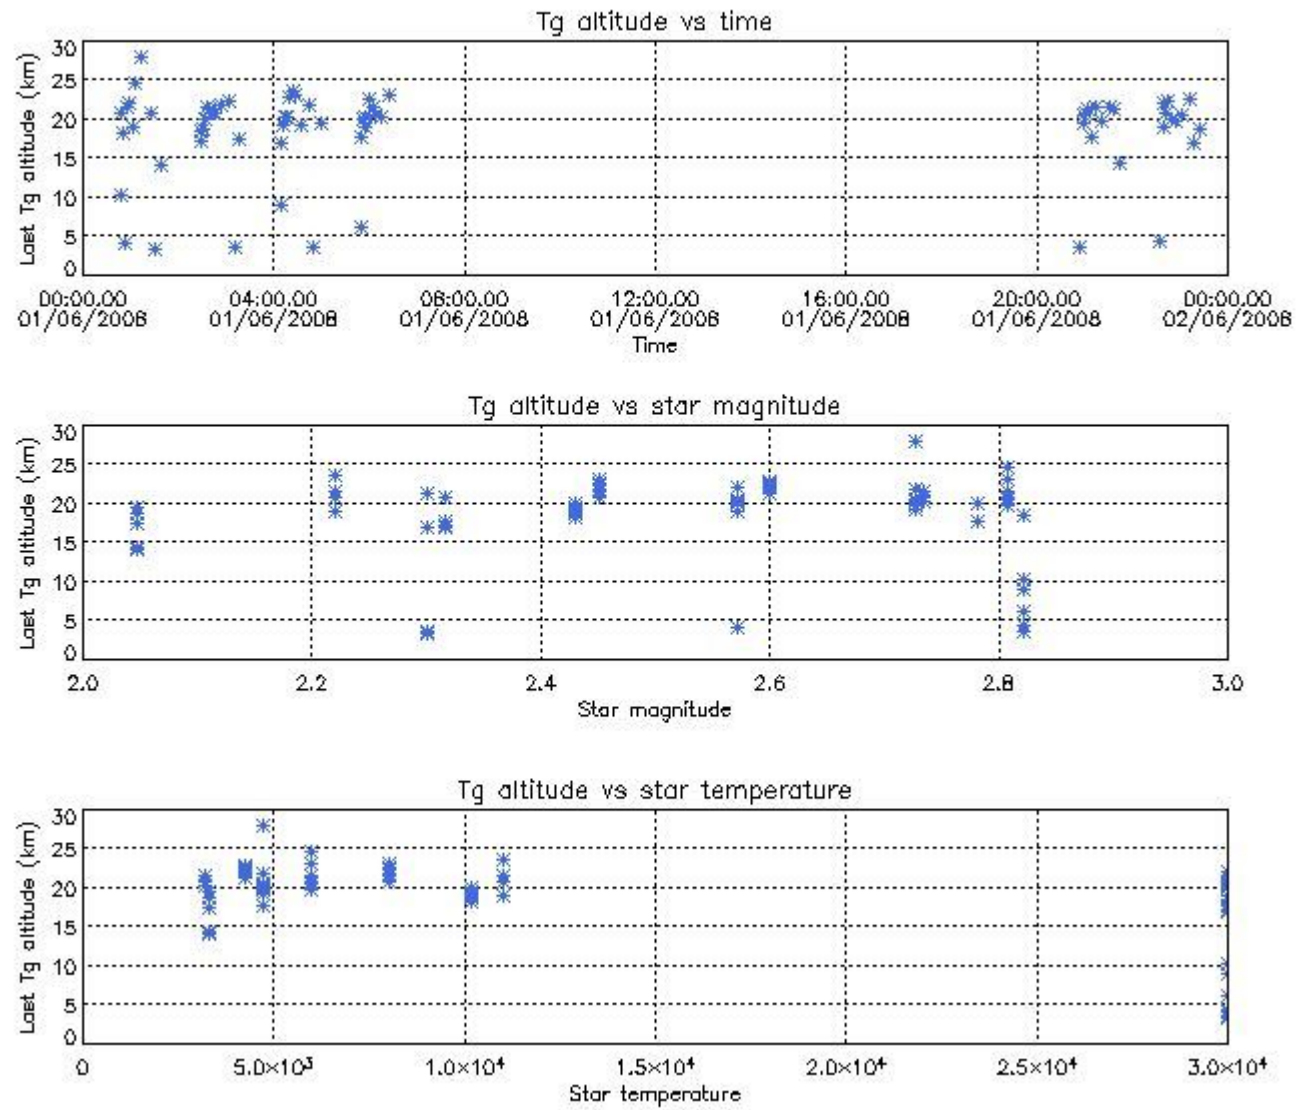 Tg altitude vs time
Last Tg altitude (km)
30
25
20
15
10
5
0
00:00.00 04:00.00 08:00.00 12:00.00 16:00.00 20:00.00 00:00.00
01/06/2008 01/06/2008 01/06/2008 01/06/2008 01/06/2008 01/06/2008 02/06/2008
Time
Tg altitude vs star magnitude
Last Tg altitude (km)
30
25
20
15
10
5
0
2.0 2.2 2.4 2.6 2.8 3.0
Star magnitude
Tg altitude vs star temperature
Last Tg altitude (km)
30
25
20
15
10
5
0
0 5.0×10³ 1.0×10⁴ 1.5×10⁴ 2.0×10⁴ 2.5×10⁴ 3.0×10⁴
Star temperature